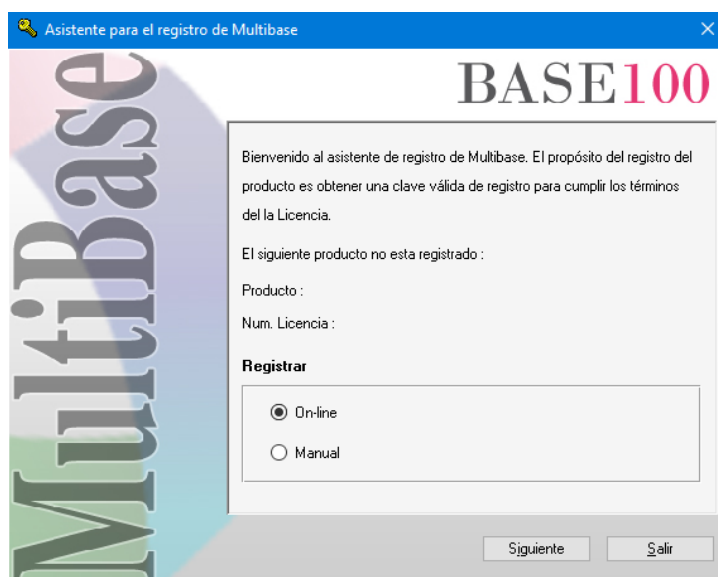 Asistente para el registro de Multibase
BASE100
MultiBase
Bienvenido al asistente de registro de Multibase. El propósito del registro del
producto es obtener una clave válida de registro para cumplir los términos
del la Licencia.
El siguiente producto no esta registrado :
Producto :
Num. Licencia :
Registrar
On-line
Manual
Siguiente
Salir